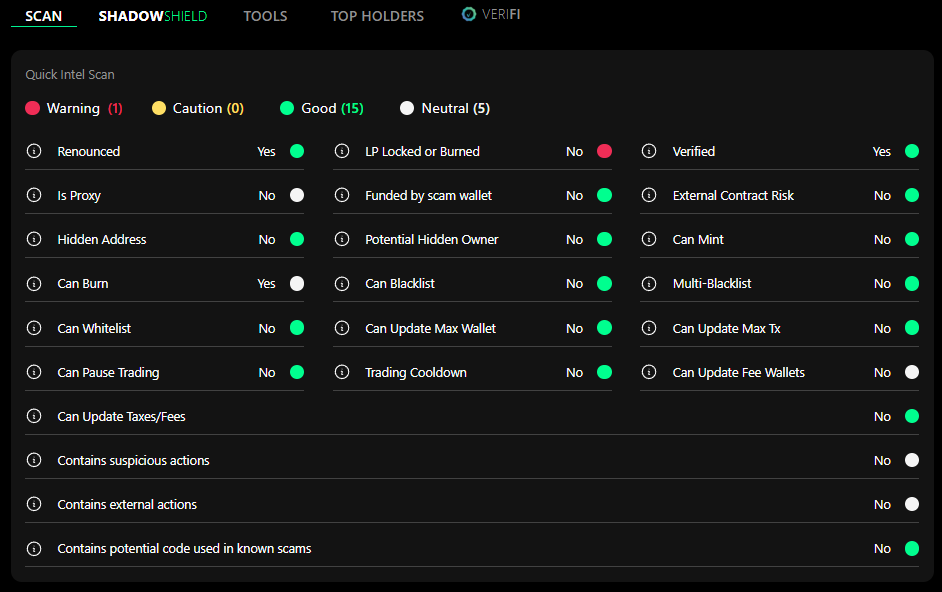 SCAN SHADOWSHIELD TOOLS TOP HOLDERS VERIFI
Quick Intel Scan
Warning (1) Caution (0) Good (15) Neutral (5)
Renounced Yes LP Locked or Burned No Verified Yes
Is Proxy No Funded by scam wallet No External Contract Risk No
Hidden Address No Potential Hidden Owner No Can Mint No
Can Burn Yes Can Blacklist No Multi-Blacklist No
Can Whitelist No Can Update Max Wallet No Can Update Max Tx No
Can Pause Trading No Trading Cooldown No Can Update Fee Wallets No
Can Update Taxes/Fees No
Contains suspicious actions No
Contains external actions No
Contains potential code used in known scams No